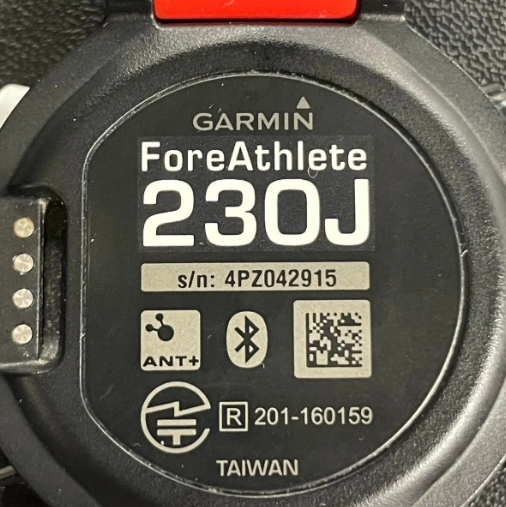 GARMIN
ForeAthlete
230J
s/n: 4PZ042915
ANT+
R 201-160159
TAIWAN